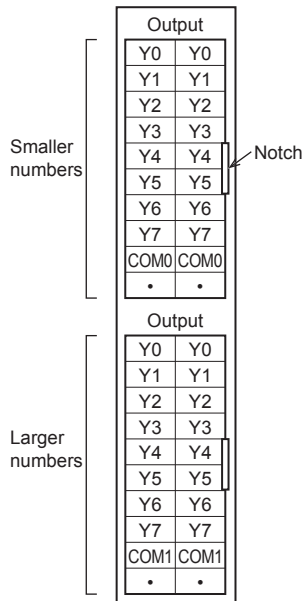 Output
Y0 Y0
Y1 Y1
Y2 Y2
Y3 Y3
Y4 Y4
Y5 Y5
Y6 Y6
Y7 Y7
COM0 COM0
• •
Smaller
numbers
Notch
Output
Y0 Y0
Y1 Y1
Y2 Y2
Y3 Y3
Y4 Y4
Y5 Y5
Y6 Y6
Y7 Y7
COM1 COM1
• •
Larger
numbers